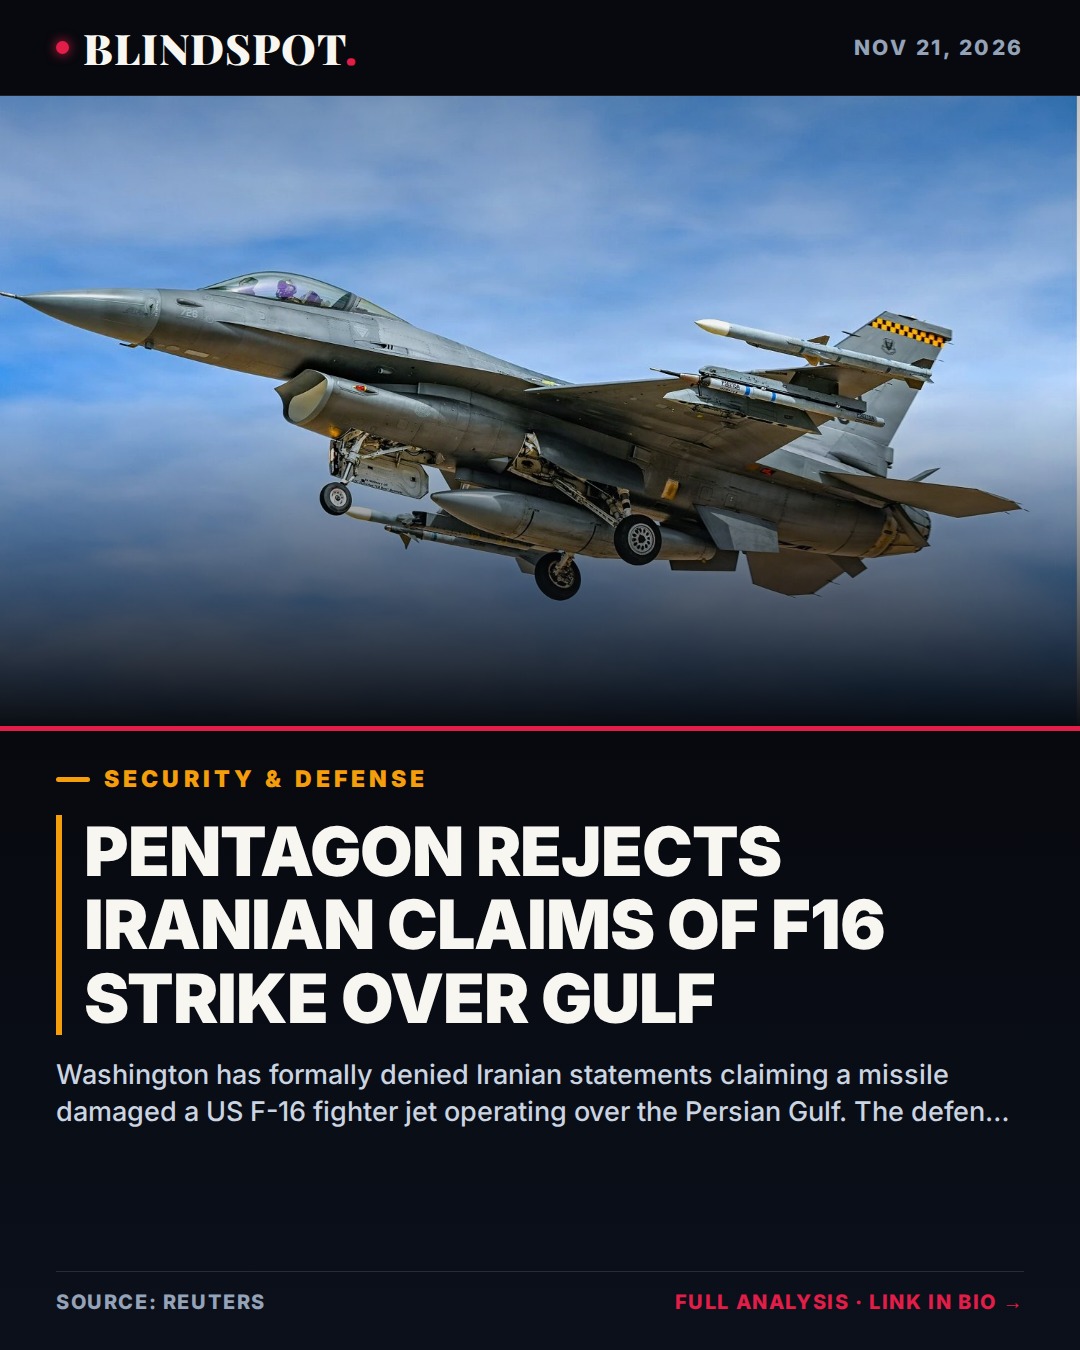 BLINDSPOT.
NOV 21, 2026
728
SECURITY & DEFENSE
PENTAGON REJECTS
IRANIAN CLAIMS OF F16
STRIKE OVER GULF
Washington has formally denied Iranian statements claiming a missile
damaged a US F-16 fighter jet operating over the Persian Gulf. The defen...
SOURCE: REUTERS
FULL ANALYSIS · LINK IN BIO →